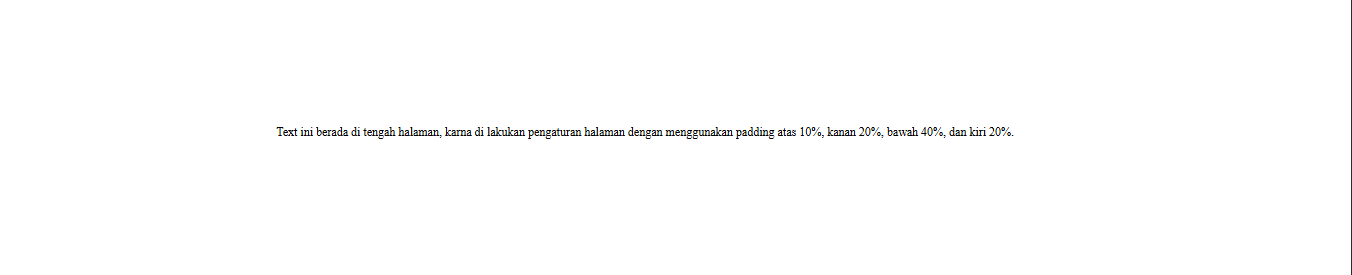 Text ini berada di tengah halaman, karna di lakukan pengaturan halaman dengan menggunakan padding atas 10%, kanan 20%, bawah 40%, dan kiri 20%.